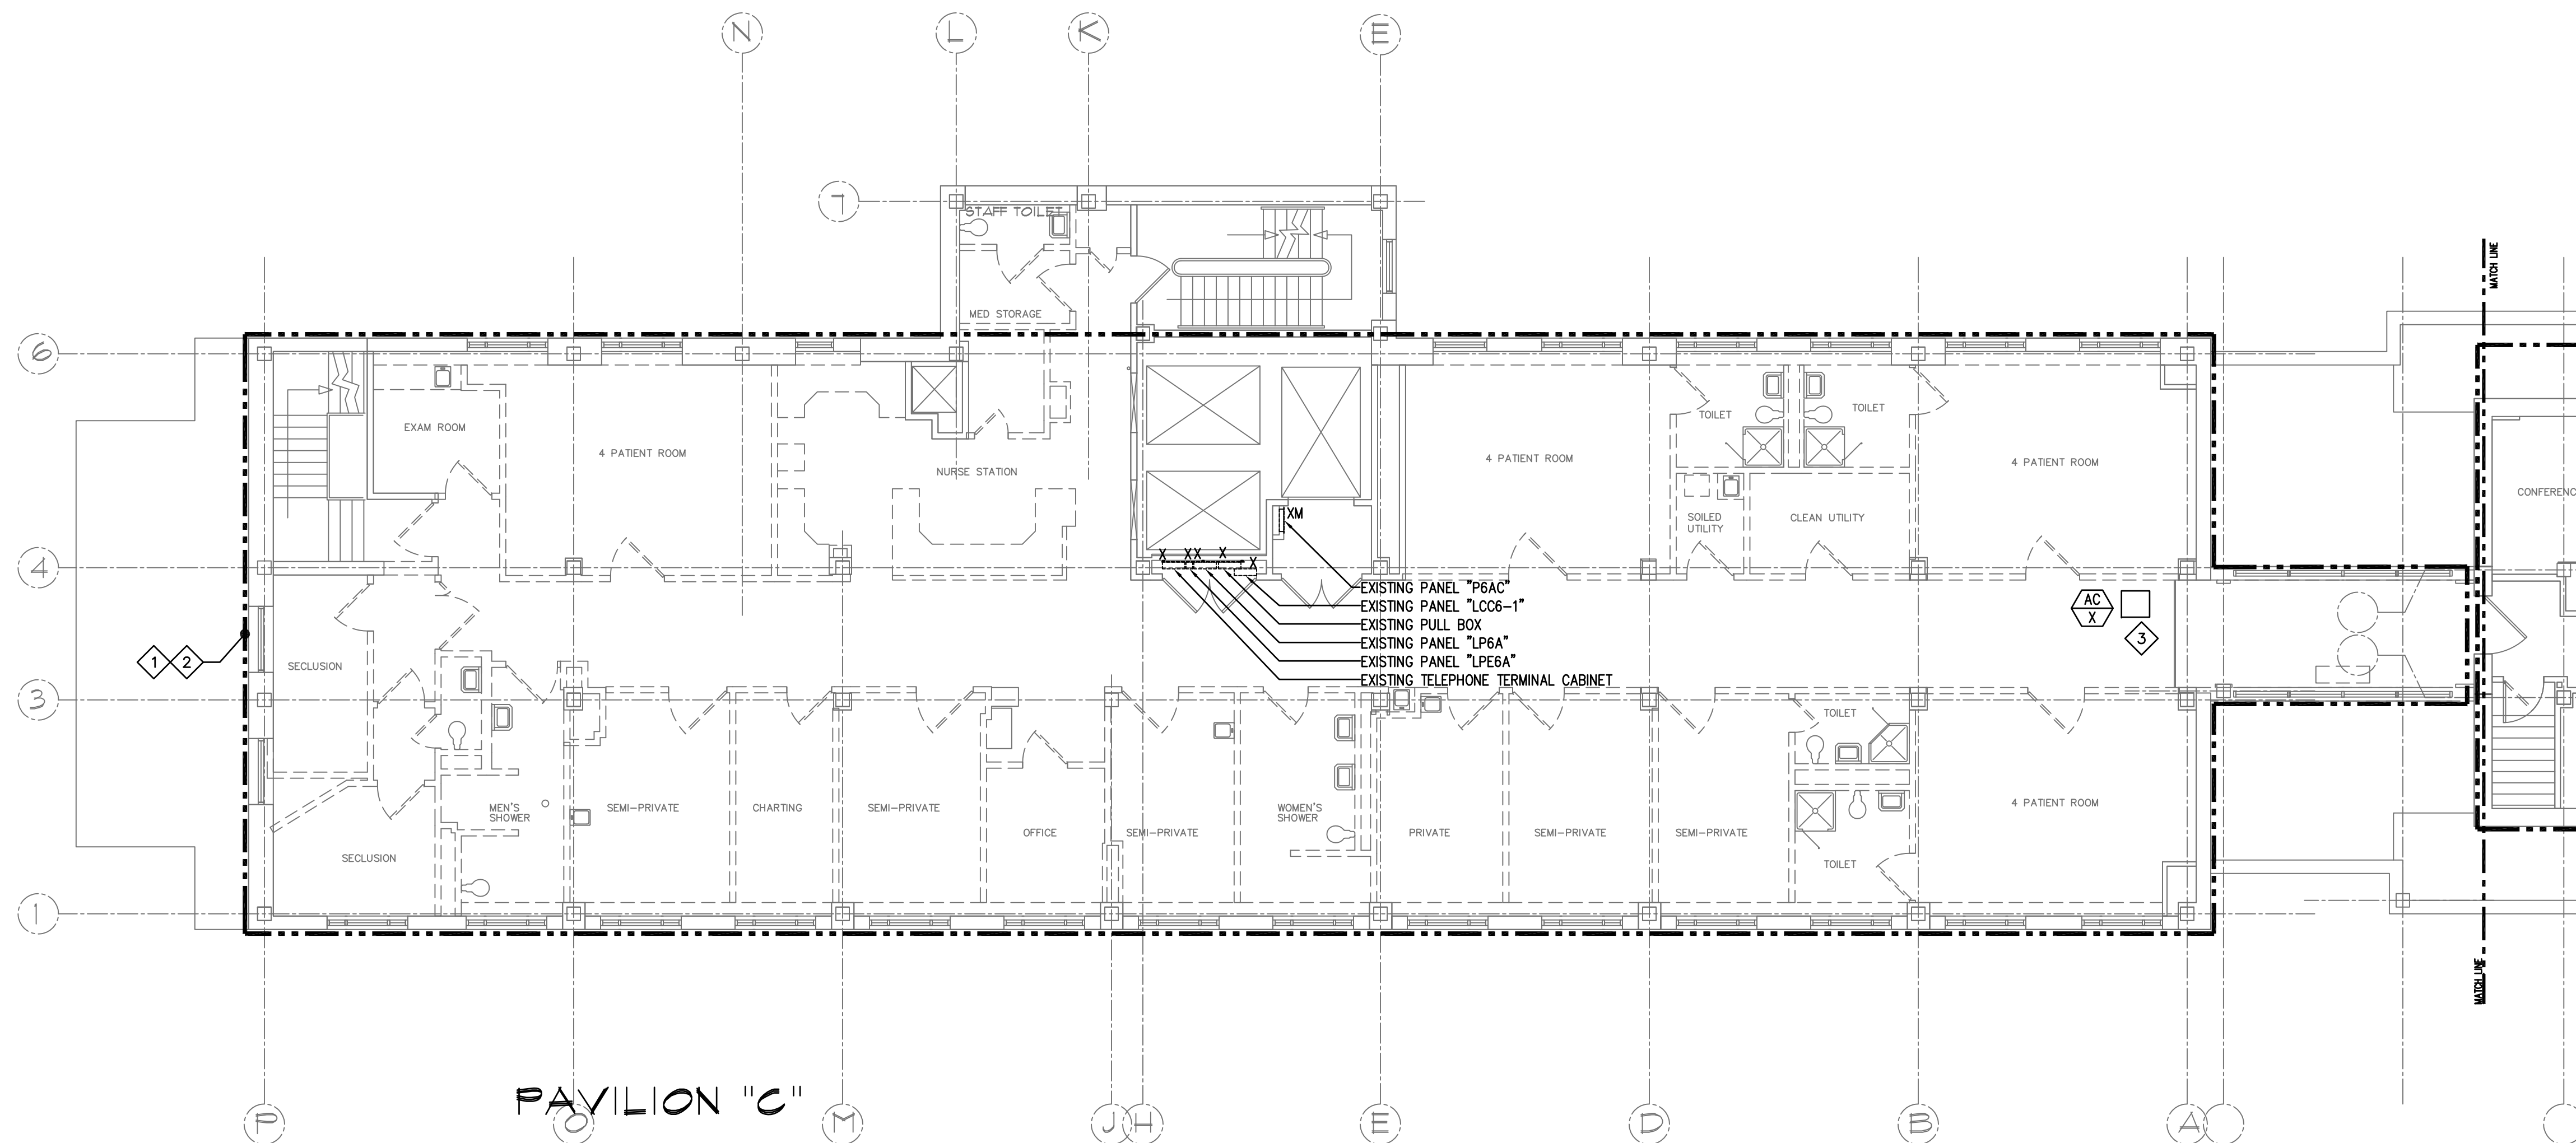 N
L
K
E
7
STAFF TOILET
MATCH LINE
MED STORAGE
6
EXAM ROOM
4 PATIENT ROOM
NURSE STATION
4 PATIENT ROOM
TOILET
TOILET
4 PATIENT ROOM
SOILED
UTILITY
CLEAN UTILITY
XM
X XX X X
4
EXISTING PANEL "P6AC"
EXISTING PANEL "LCC6-1"
EXISTING PULL BOX
EXISTING PANEL "LP6A"
EXISTING PANEL "LPE6A"
EXISTING TELEPHONE TERMINAL CABINET
AC
X
3
1 2
SECLUSION
3
TOILET
MEN'S
SHOWER
SEMI-PRIVATE
CHARTING
SEMI-PRIVATE
OFFICE
SEMI-PRIVATE
WOMEN'S
SHOWER
PRIVATE
SEMI-PRIVATE
SEMI-PRIVATE
4 PATIENT ROOM
SECLUSION
TOILET
1
MATCH LINE
PAVILION "C"
P
O
M
J
H
E
D
B
A